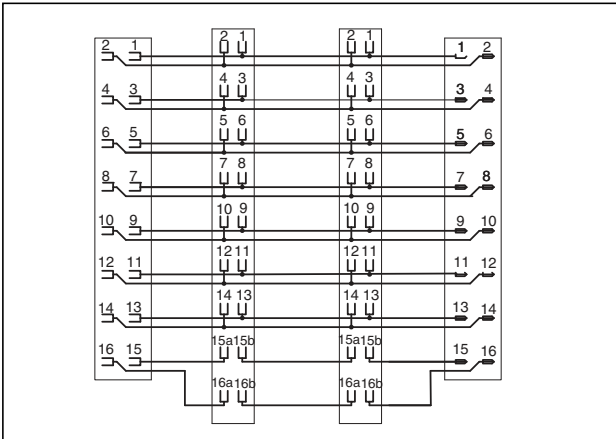 2 1 2 1 2 1 1 2
4 3 4 3 4 3 3 4
6 5 5 6 5 6 5 6
8 7 7 8 7 8 7 8
10 9 10 9 10 9 9 10
12 11 12 11 12 11 11 12
14 13 14 13 14 13 13 14
16 15 15a 15b 15a 15b 15 16
16a 16b 16a 16b